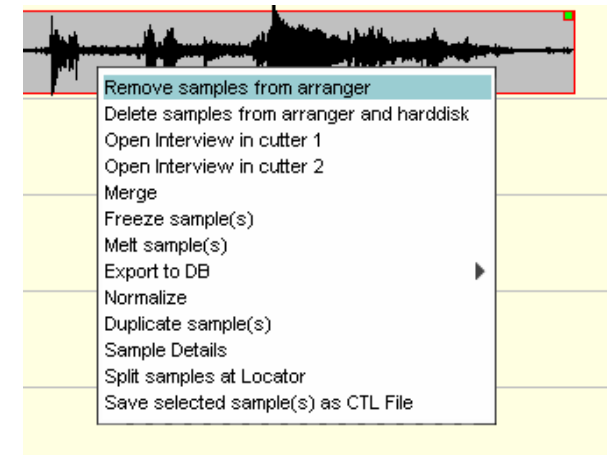 Remove samples from arranger
Delete samples from arranger and harddisk
Open Interview in cutter 1
Open Interview in cutter 2
Merge
Freeze sample(s)
Melt sample(s)
Export to DB
Normalize
Duplicate sample(s)
Sample Details
Split samples at Locator
Save selected sample(s) as CTL File